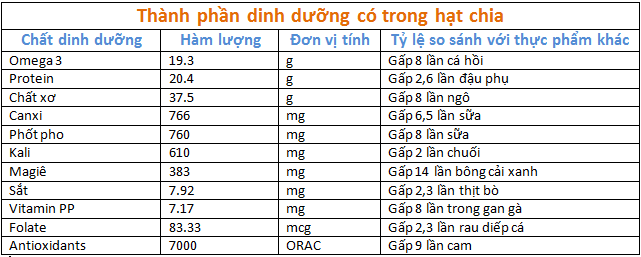 Thành phần dinh dưỡng có trong hạt chia
Chất dinh dưỡng Hàm lượng Đơn vị tính Tỷ lệ so sánh với thực phẩm khác
Omega 3 19.3 g Gấp 8 lần cá hồi
Protein 20.4 g Gấp 2,6 lần đậu phụ
Chất xơ 37.5 g Gấp 8 lần ngô
Canxi 766 mg Gấp 6,5 lần sữa
Phốt pho 760 mg Gấp 8 lần sữa
Kali 610 mg Gấp 2 lần chuối
Magiê 383 mg Gấp 14 lần bông cải xanh
Sắt 7.92 mg Gấp 2,3 lần thịt bò
Vitamin PP 7.17 mg Gấp 8 lần trong gan gà
Folate 83.33 mcg Gấp 2,3 lần rau diếp cá
Antioxidants 7000 ORAC Gấp 9 lần cam